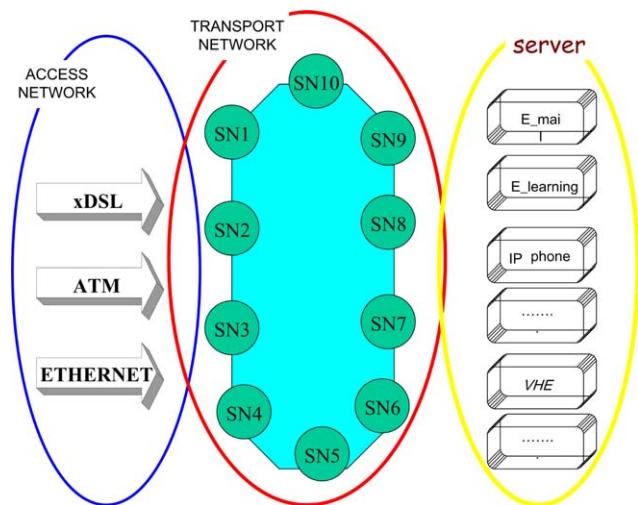 TRANSPORT
NETWORK
server
ACCESS
NETWORK
SN10
SN1
SN9
E_mai
l
xDSL
E_learning
SN2
SN8
IP phone
ATM
SN3
SN7
.......
.
ETHERNET
VHE
SN4
SN6
SN5
.......
.